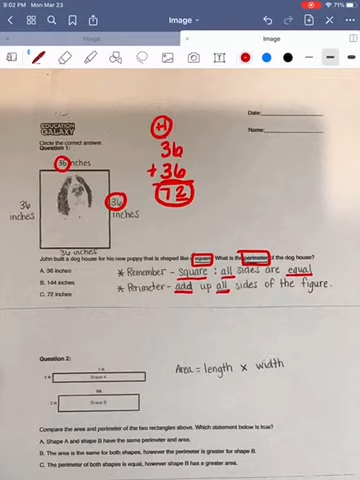 9:02 PM Mon Mar 23
Image
Image
Image
Date:
EDUCATION
GALAXY
Name:
Circle the correct answer.
Question 1:
+1
36
+ 36
72
36 inches
36
inches
36
inches
36 inches
John built a dog house for his new puppy that is shaped like a square. What is the perimeter of the dog house?
A. 36 inches
B. 144 inches
C. 72 inches
* Remember - square : all sides are equal
* Perimeter - add up all sides of the figure.
Question 2:
Area = length x width
Shape A
Shape B
Compare the area and perimeter of the two rectangles above. Which statement below is true?
A. Shape A and shape B have the same perimeter and area.
B. The area is the same for both shapes, however the perimeter is greater for shape B.
C. The perimeter of both shapes is equal, however shape B has a greater area.